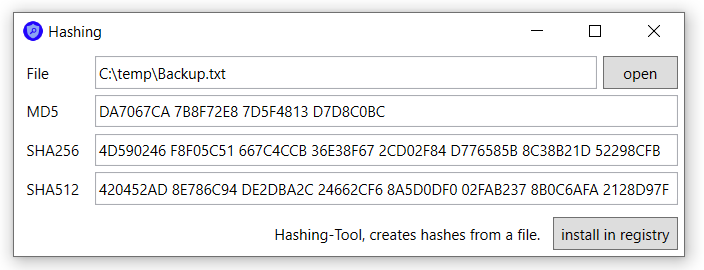 Hashing
File C:\temp\Backup.txt open
MD5 DA7067CA 7B8F72E8 7D5F4813 D7D8C0BC
SHA256 4D590246 F8F05C51 667C4CCB 36E38F67 2CD02F84 D776585B 8C38B21D 52298CFB
SHA512 420452AD 8E786C94 DE2DBA2C 24662CF6 8A5D0DF0 02FAB237 8B0C6AFA 2128D97F
Hashing-Tool, creates hashes from a file. install in registry